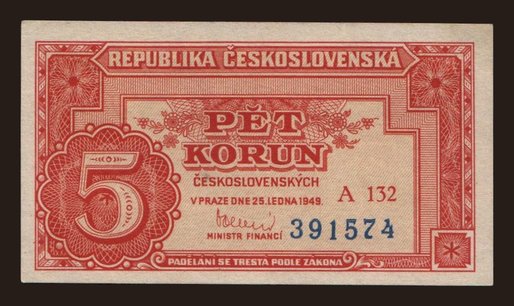 REPUBLIKA ČESKOSLOVENSKÁ
PĚT
KORUN
ČESKOSLOVENSKÝCH
V PRAZE DNE 25. LEDNA 1949.
A 132
MINISTR FINANCÍ
391574
5
PADĚLÁNÍ SE TRESTÁ PODLE ZÁKONA